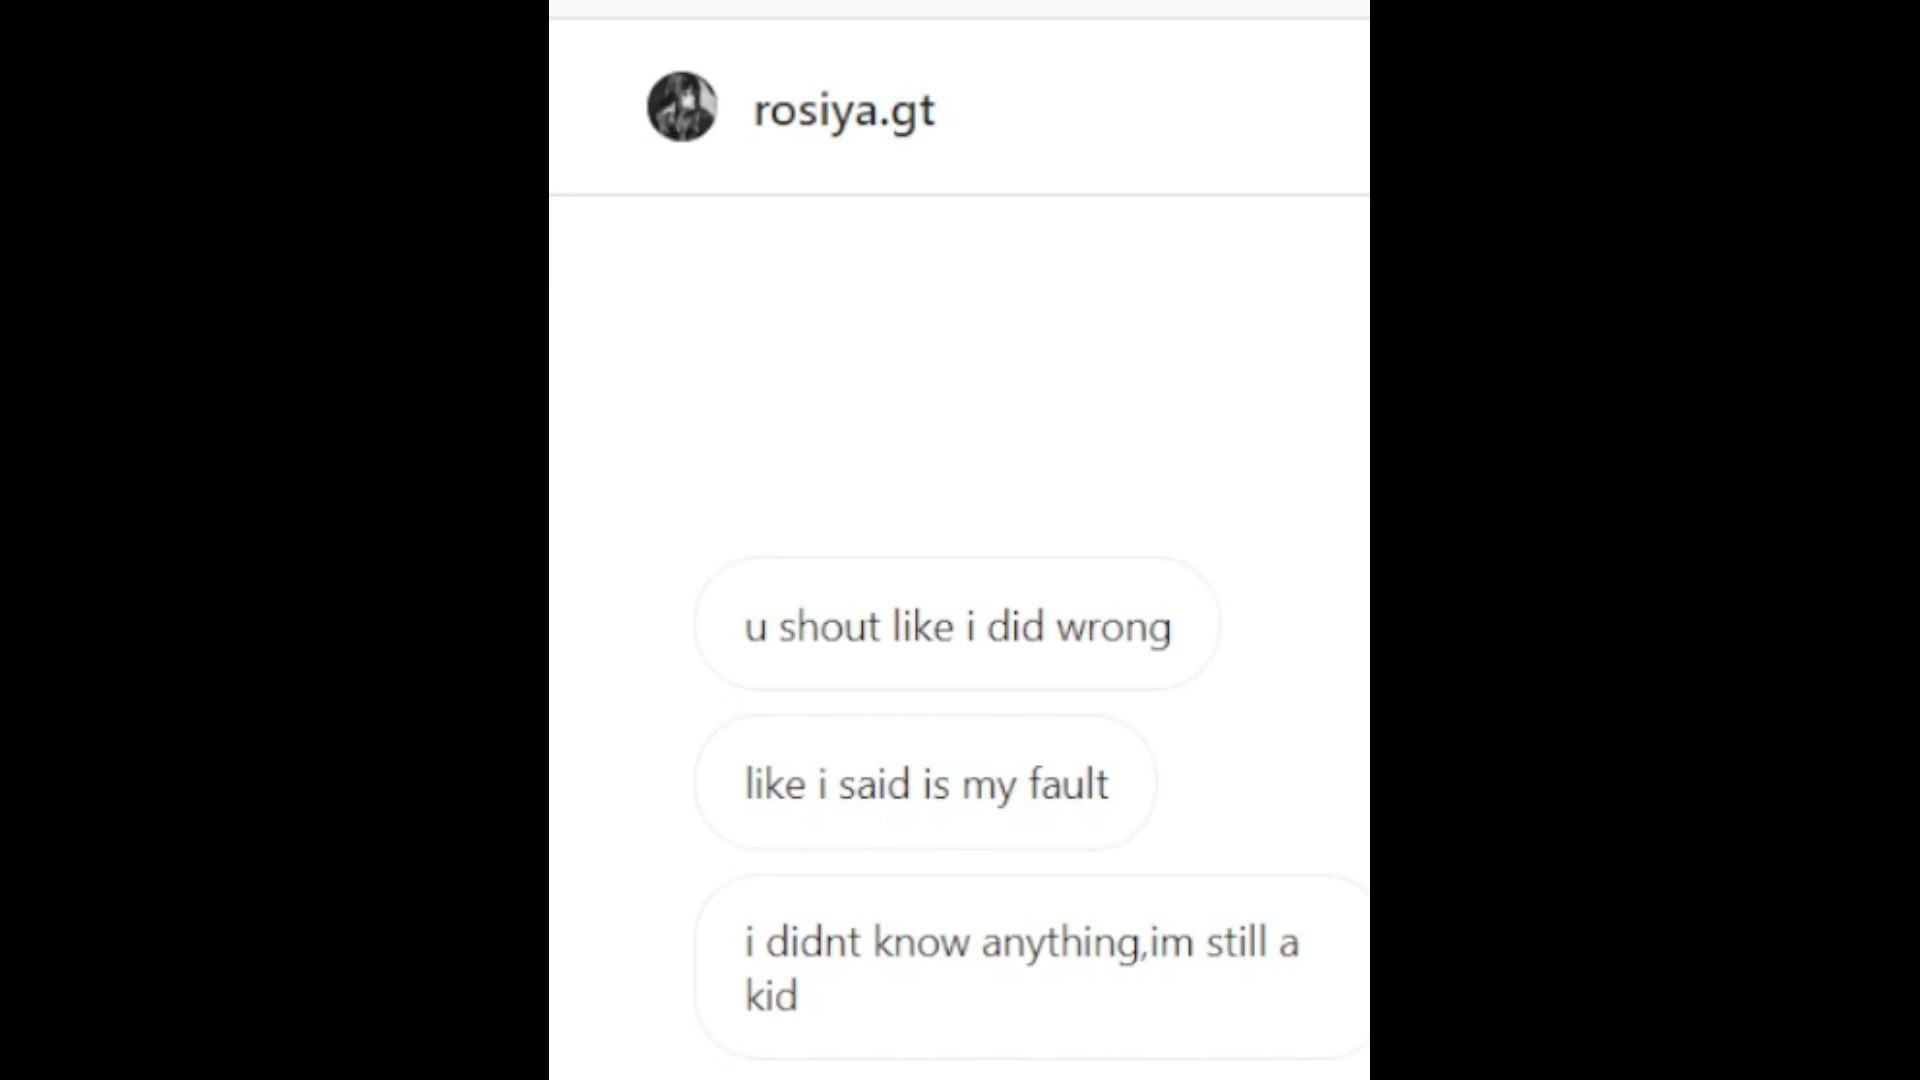 rosiya.gt
u shout like i did wrong
like i said is my fault
i didnt know anything,im still a
kid